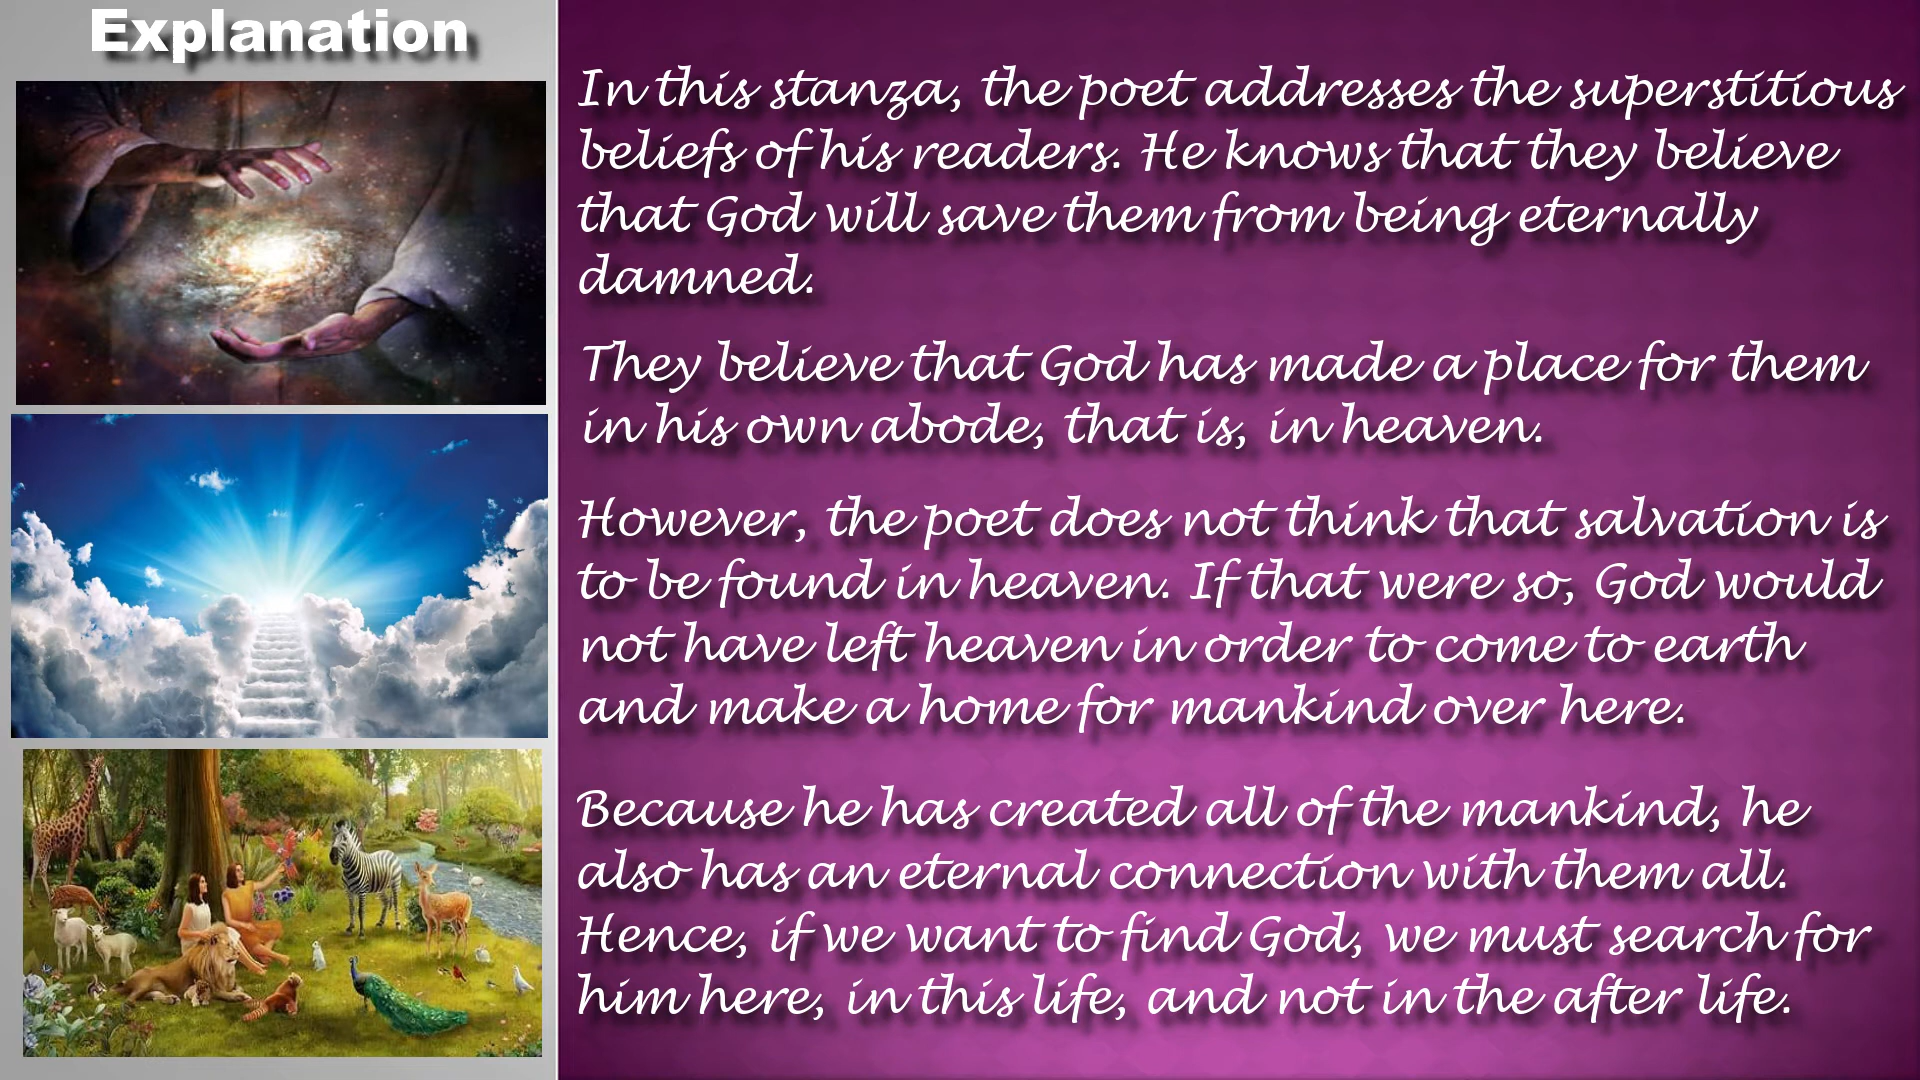 Explanation
In this stanza, the poet addresses the superstitious
beliefs of his readers. He knows that they believe
that God will save them from being eternally
damned.
They believe that God has made a place for them
in his own abode, that is, in heaven.
However, the poet does not think that salvation is
to be found in heaven. If that were so, God would
not have left heaven in order to come to earth
and make a home for mankind over here.
Because he has created all of the mankind, he
also has an eternal connection with them all.
Hence, if we want to find God, we must search for
him here, in this life, and not in the after life.